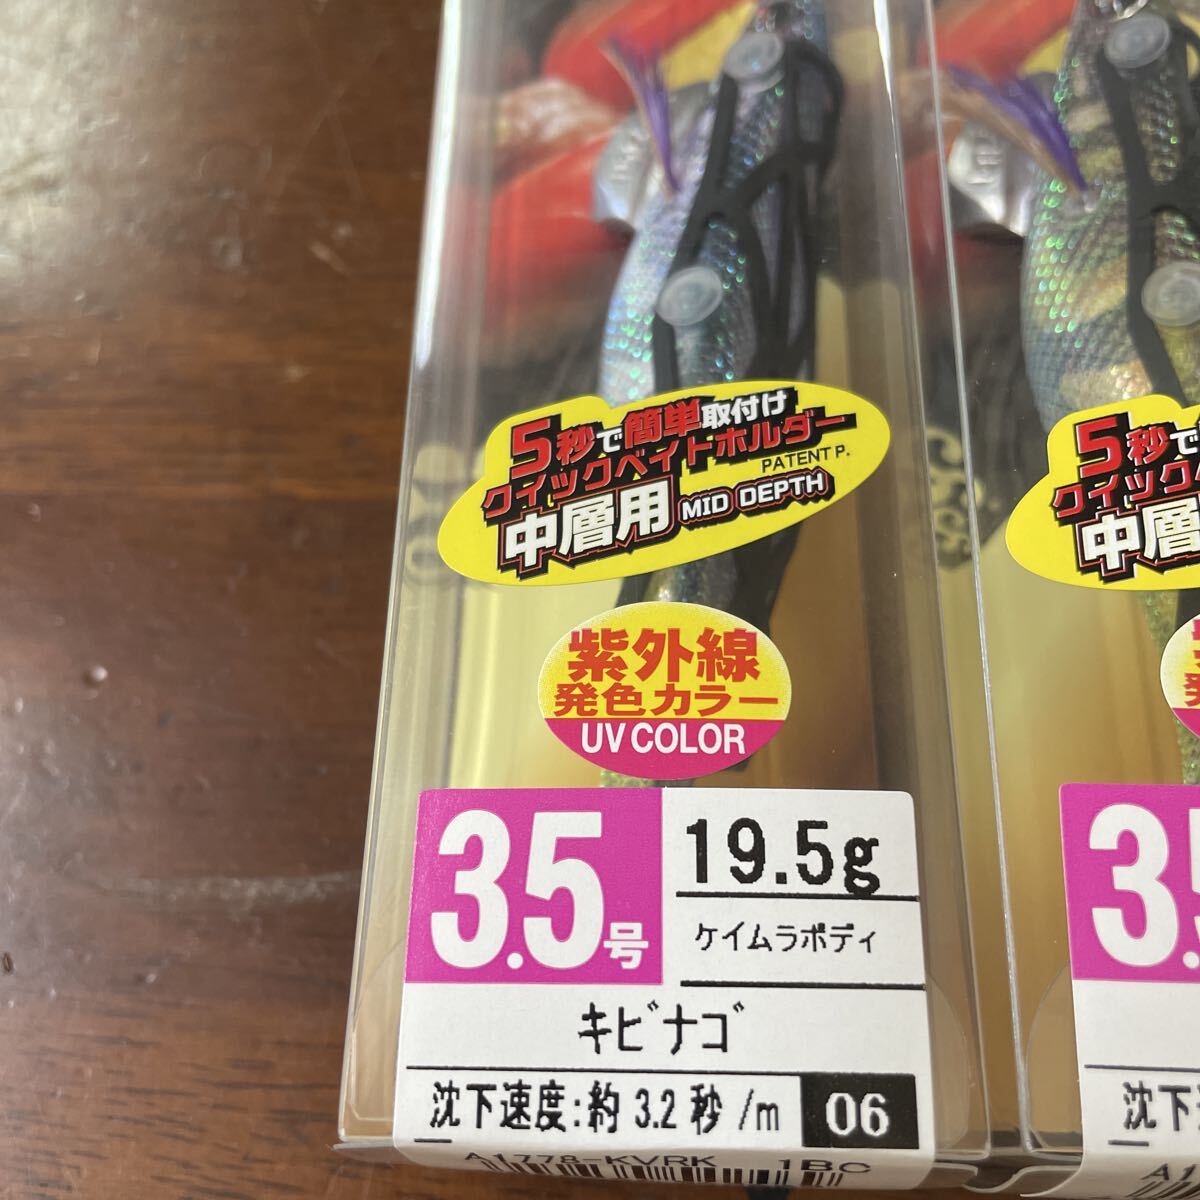 5秒で簡単取付け
クイックベイトホルダー
PATENT P.
中層用 MID DEPTH
紫外線
発色カラー
UV COLOR
3.5号
19.5g
ケイムラボディ
キビナゴ
沈下速度:約3.2秒/m
06
A1778-KVRK 1BC
5秒で
クイック
中層